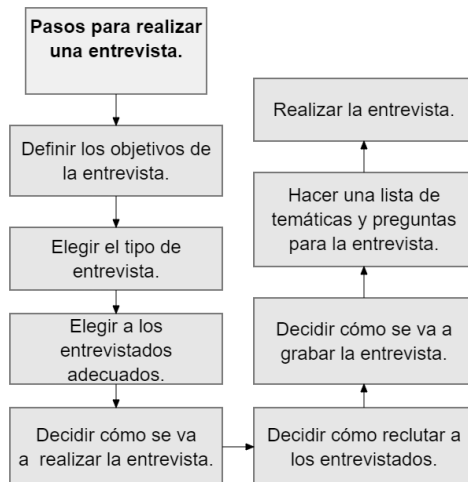 Pasos para realizar
una entrevista.
Definir los objetivos de
la entrevista.
Elegir el tipo de
entrevista.
Elegir a los
entrevistados
adecuados.
Decidir cómo se va
a realizar la entrevista.
Decidir cómo reclutar a
los entrevistados.
Decidir cómo se va a
grabar la entrevista.
Hacer una lista de
temáticas y preguntas
para la entrevista.
Realizar la entrevista.